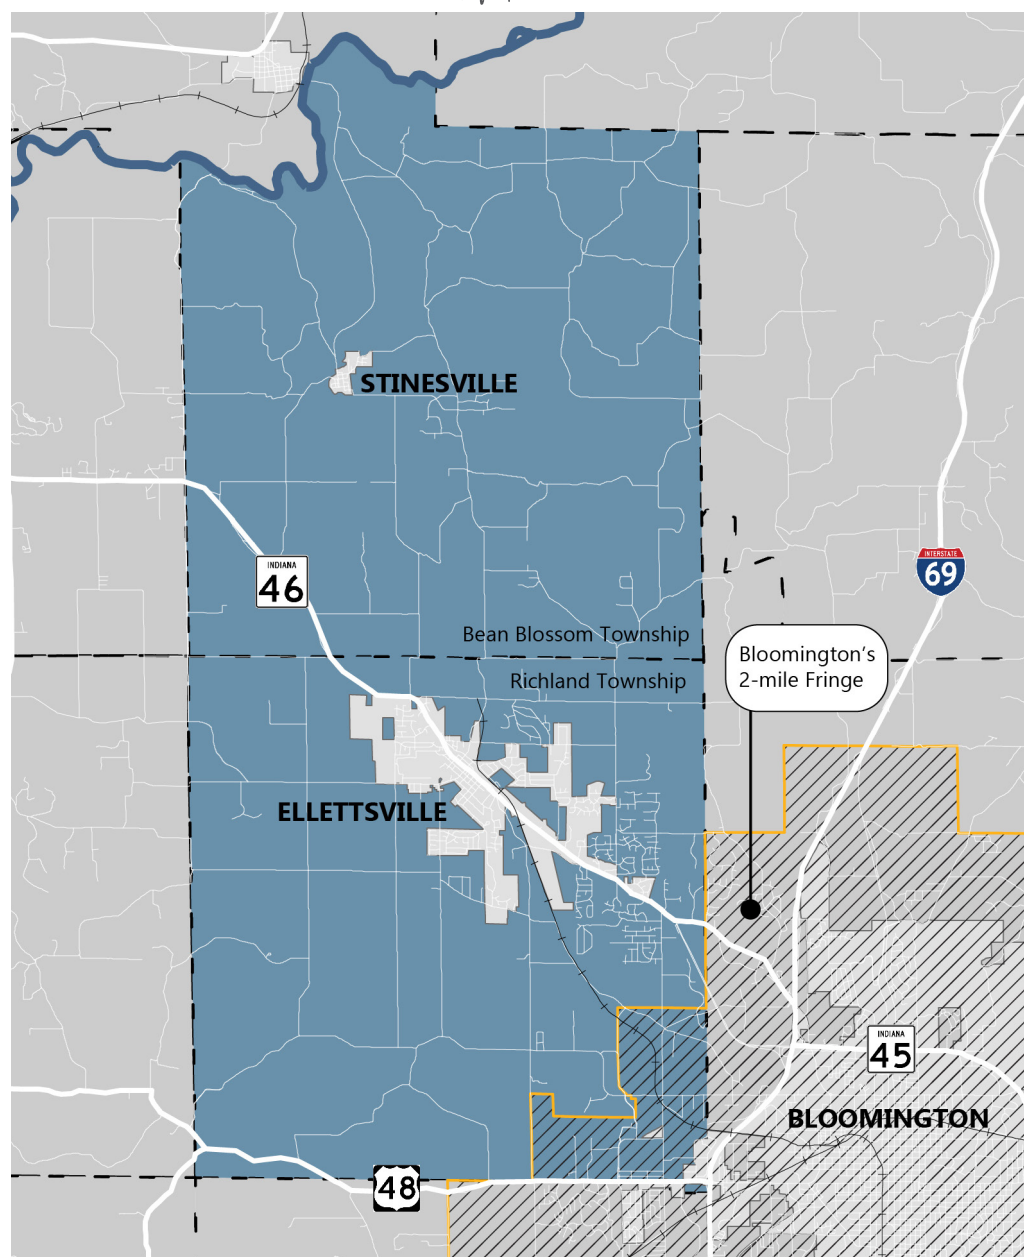 STINESVILLE
INDIANA
46
INTERSTATE
69
Bean Blossom Township
Bloomington's
2-mile Fringe
Richland Township
ELLETTSVILLE
INDIANA
45
BLOOMINGTON
48